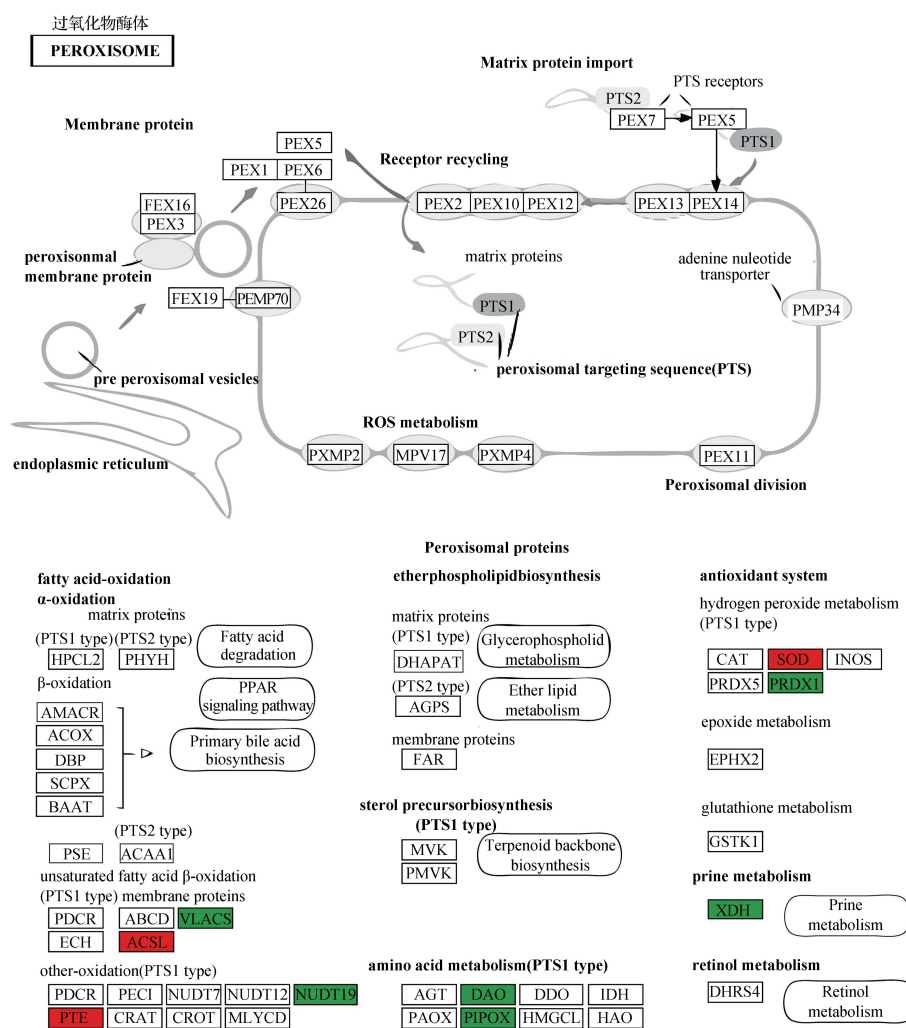 过氧化物酶体
PEROXISOME
Matrix protein import
PTS receptors
PTS2
PEX7
PEX5
PTS1
Membrane protein
PEX5
PEX1
PEX6
Receptor recycling
PEX26
PEX2
PEX10
PEX12
PEX13
PEX14
FEX16
PEX3
peroxisonmal
membrane protein
matrix proteins
adenine nuleotide
transporter
FEX19
PEMP70
PTS1
PMP34
PTS2
peroxisomal targeting sequence(PTS)
pre peroxisomal vesicles
ROS metabolism
endoplasmic reticulum
PXMP2
MPV17
PXMP4
PEX11
Peroxisomal division
Peroxisomal proteins
fatty acid-oxidation
α-oxidation
matrix proteins
(PTS1 type)
(PTS2 type)
HPCL2
PHYH
Fatty acid
degradation
β-oxidation
PPAR
signaling pathway
AMACR
ACOX
DBP
SCPX
BAAT
Primary bile acid
biosynthesis
(PTS2 type)
PSE
ACAA1
unsaturated fatty acid β-oxidation
(PTS1 type) membrane proteins
PDCR
ABCD
VLACS
ECH
ACSL
other-oxidation(PTS1 type)
PDCR
PECI
NUDT7
NUDT12
NUDT19
PTE
CRAT
CROT
MLYCD
etherphospholipidbiosynthesis
matrix proteins
(PTS1 type)
DHAPAT
Glycerophospholid
metabolism
(PTS2 type)
AGPS
Ether lipid
metabolism
membrane proteins
FAR
sterol precursorbiosynthesis
(PTS1 type)
MVK
PMVK
Terpenoid backbone
biosynthesis
amino acid metabolism(PTS1 type)
AGT
DAO
DDO
IDH
PAOX
PIPOX
HMGCL
HAO
antioxidant system
hydrogen peroxide metabolism
(PTS1 type)
CAT
SOD
INOS
PRDX5
PRDX1
epoxide metabolism
EPHX2
glutathione metabolism
GSTK1
prine metabolism
XDH
Prine
metabolism
retinol metabolism
DHRS4
Retinol
metabolism